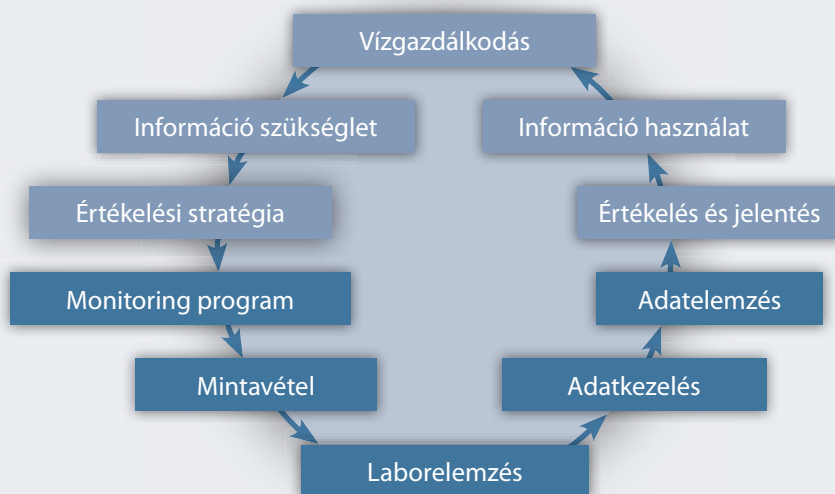 Vízgazdálkodás
Információ szükséglet
Információ használat
Értékelési stratégia
Értékelés és jelentés
Monitoring program
Adatelemzés
Mintavétel
Adatkezelés
Laborelemzés